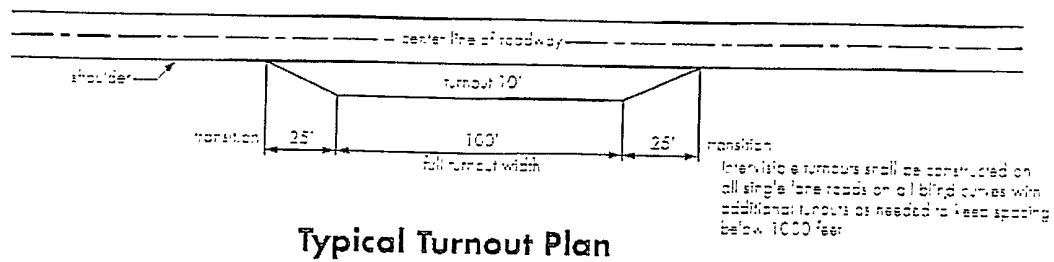 center line of roadway
shoulder
turnout 10'
transition 25' 100' 25' transition
full turnout width
Intervisible turnouts shall be constructed on
all single lane roads on all blind curves with
additional turnouts as needed to keep spacing
below 1000 feet
Typical Turnout Plan